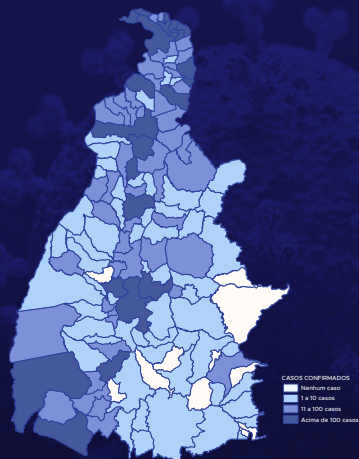 CASOS CONFIRMADOS
Nenhum caso
1 a 10 casos
11 a 100 casos
Acima de 100 casos